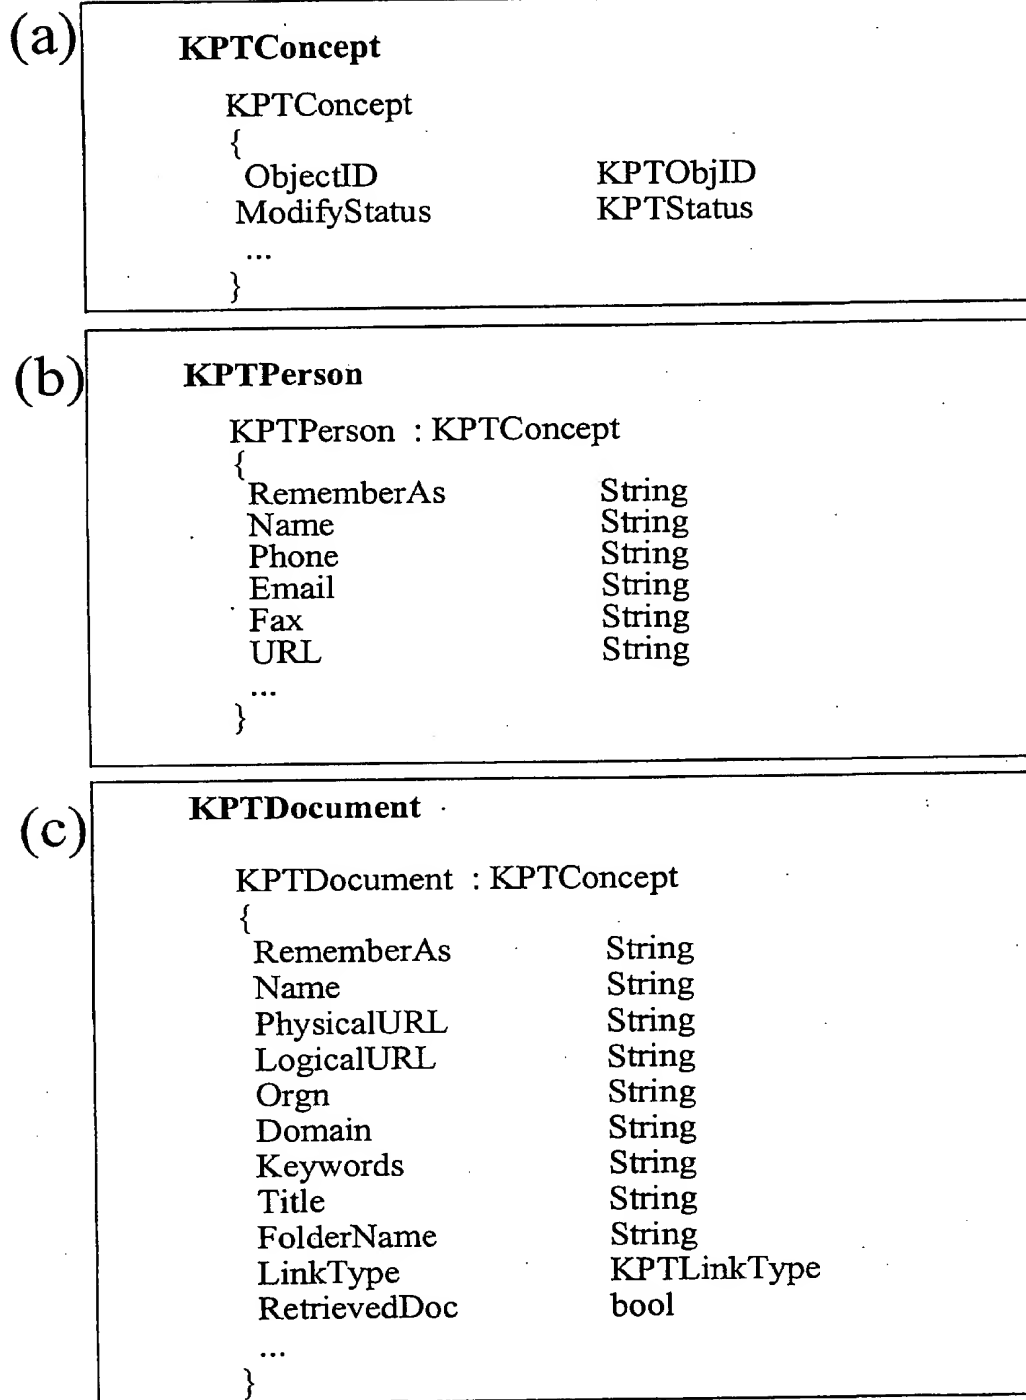 (a)
KPTConcept
KPTConcept
{
ObjectID KPTObjID
ModifyStatus KPTStatus
...
}
(b)
KPTPerson
KPTPerson : KPTConcept
{
RememberAs String
Name String
Phone String
Email String
Fax String
URL String
...
}
(c)
KPTDocument
KPTDocument : KPTConcept
{
RememberAs String
Name String
PhysicalURL String
LogicalURL String
Orgn String
Domain String
Keywords String
Title String
FolderName String
LinkType KPTLinkType
RetrievedDoc bool
...
}